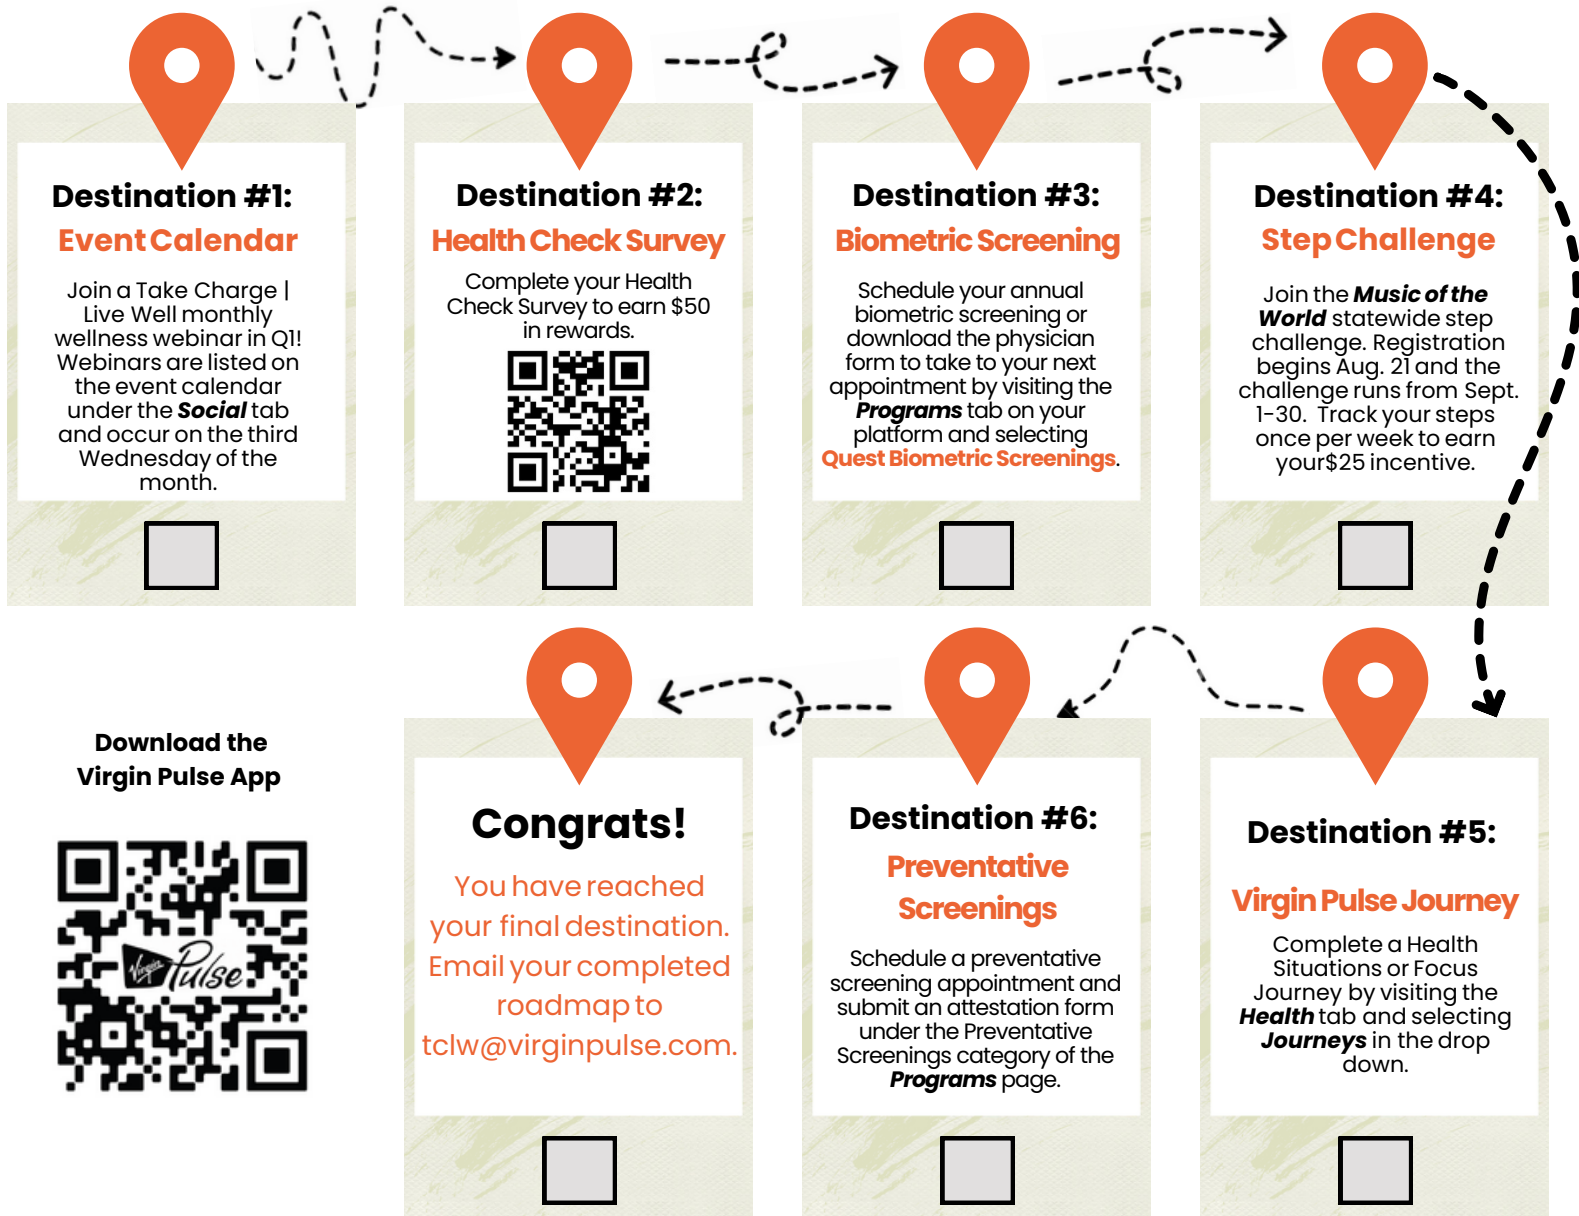 Destination #1:
Event Calendar
Join a Take Charge |
Live Well monthly
wellness webinar in Q1!
Webinars are listed on
the event calendar
under the Social tab
and occur on the third
Wednesday of the
month.
Destination #2:
Health Check Survey
Complete your Health
Check Survey to earn $50
in rewards.
Destination #3:
Biometric Screening
Schedule your annual
biometric screening or
download the physician
form to take to your next
appointment by visiting the
Programs tab on your
platform and selecting
Quest Biometric Screenings.
Destination #4:
Step Challenge
Join the Music of the
World statewide step
challenge. Registration
begins Aug. 21 and the
challenge runs from Sept.
1-30. Track your steps
once per week to earn
your$25 incentive.
Destination #5:
Virgin Pulse Journey
Complete a Health
Situations or Focus
Journey by visiting the
Health tab and selecting
Journeys in the drop
down.
Destination #6:
Preventative
Screenings
Schedule a preventative
screening appointment and
submit an attestation form
under the Preventative
Screenings category of the
Programs page.
Congrats!
You have reached
your final destination.
Email your completed
roadmap to
tclw@virginpulse.com.
Download the
Virgin Pulse App
Virgin Pulse